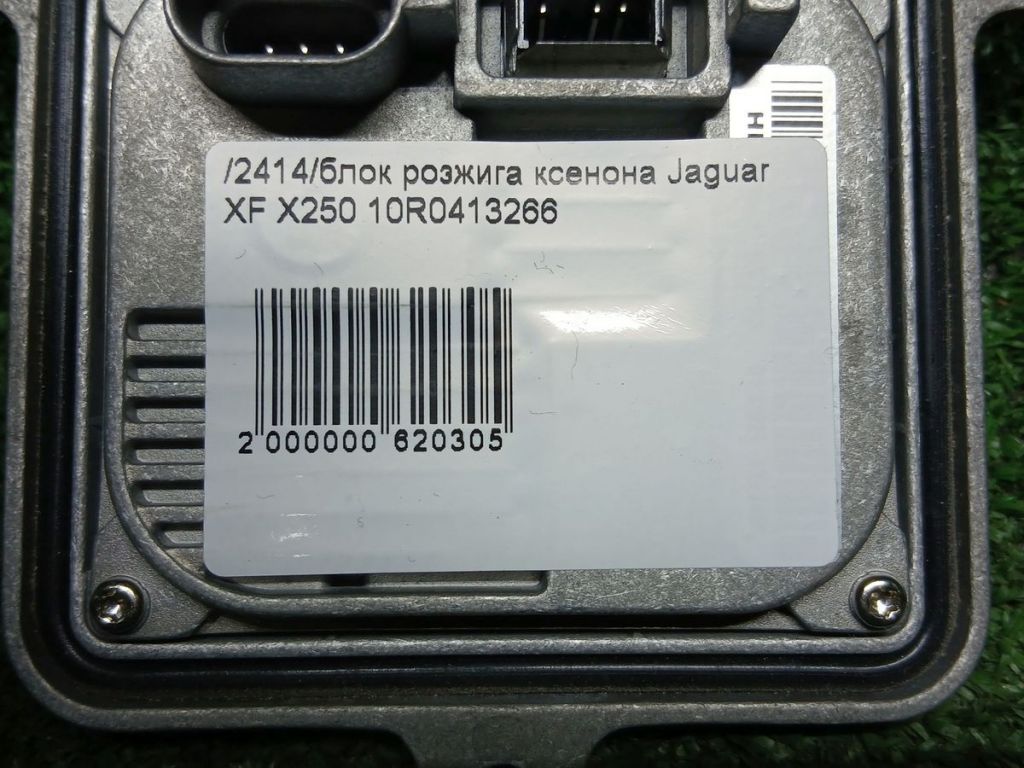 /2414/блок розжига ксенона Jaguar
XF X250 10R0413266
2 000000 620305